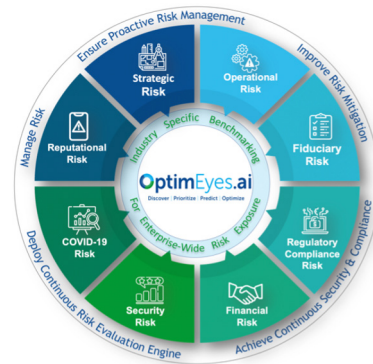 Ensure Proactive Risk Management
Improve Risk Mitigation
Achieve Continuous Security & Compliance
Deploy Continuous Risk Evaluation Engine
Manage Risk
Strategic
Risk
Operational
Risk
Fiduciary
Risk
Regulatory
Compliance
Risk
Financial
Risk
Security
Risk
COVID-19
Risk
Reputational
Risk
Industry Specific Benchmarking
For Enterprise-Wide Risk Exposure
OptimEyes.ai
Discover | Prioritize | Predict | Optimize